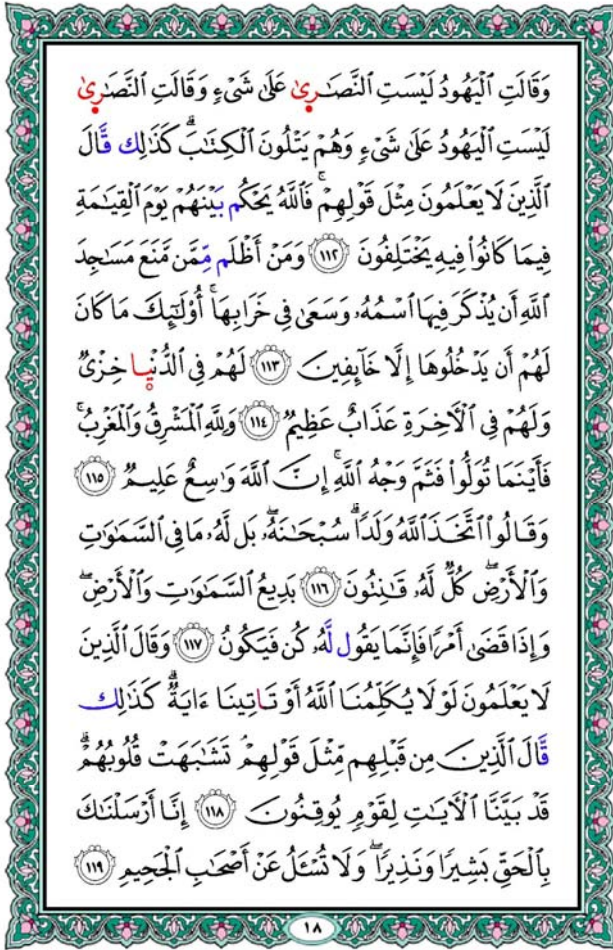 وَقَالَتِ ٱلْيَهُودُ لَيْسَتِ ٱلنَّصَـٰرِىٰ عَلَىٰ شَىْءٍ وَقَالَتِ ٱلنَّصَـٰرِىٰ
لَيْسَتِ ٱلْيَهُودُ عَلَىٰ شَىْءٍ وَهُمْ يَتْلُونَ ٱلْكِتَـٰبَ ۗ كَذَٰلِك قَّالَ
ٱلَّذِينَ لَا يَعْلَمُونَ مِثْلَ قَوْلِهِمْ ۚ فَٱللَّهُ يَحْكُم بَيْنَهُمْ يَوْمَ ٱلْقِيَـٰمَةِ
فِيمَا كَانُوا۟ فِيهِ يَخْتَلِفُونَ ١١٢ وَمَنْ أَظْلَم مِّمَّن مَّنَعَ مَسَـٰجِدَ
ٱللَّهِ أَن يُذْكَرَ فِيهَا ٱسْمُهُۥ وَسَعَىٰ فِى خَرَابِهَآ ۚ أُو۟لَـٰٓئِكَ مَا كَانَ
لَهُمْ أَن يَدْخُلُوهَا إِلَّا خَآئِفِينَ ١١٣ لَهُمْ فِى ٱلدُّنْيا خِزْىٌ
وَلَهُمْ فِى ٱلْأَخِرَةِ عَذَابٌ عَظِيمٌ ١١٤ وَلِلَّهِ ٱلْمَشْرِقُ وَٱلْمَغْرِبُ ۚ
فَأَيْنَمَا تُوَلُّوا۟ فَثَمَّ وَجْهُ ٱللَّهِ ۚ إِنَّ ٱللَّهَ وَٰسِعٌ عَلِيمٌ ١١٥
وَقَالُوا۟ ٱتَّخَذَ ٱللَّهُ وَلَدًا ۗ سُبْحَـٰنَهُۥ ۖ بَل لَّهُۥ مَا فِى ٱلسَّمَـٰوَٰتِ
وَٱلْأَرْضِ ۖ كُلٌّ لَّهُۥ قَـٰنِتُونَ ١١٦ بَدِيعُ ٱلسَّمَـٰوَٰتِ وَٱلْأَرْضِ ۖ
وَإِذَا قَضَىٰٓ أَمْرًا فَإِنَّمَا يَقُول لَّهُۥ كُن فَيَكُونُ ١١٧ وَقَالَ ٱلَّذِينَ
لَا يَعْلَمُونَ لَوْلَا يُكَلِّمُنَا ٱللَّهُ أَوْ تَاتِينَا ءَايَةٌ ۗ كَذَٰلِك
قَّالَ ٱلَّذِينَ مِن قَبْلِهِم مِّثْلَ قَوْلِهِمْ ۘ تَشَـٰبَهَتْ قُلُوبُهُمْ ۗ
قَدْ بَيَّنَّا ٱلْأَيَـٰتِ لِقَوْمٍ يُوقِنُونَ ١١٨ إِنَّآ أَرْسَلْنَـٰكَ
بِٱلْحَقِّ بَشِيرًا وَنَذِيرًا ۖ وَلَا تُسْـَٔلُ عَنْ أَصْحَـٰبِ ٱلْجَحِيمِ ١١٩
١٨